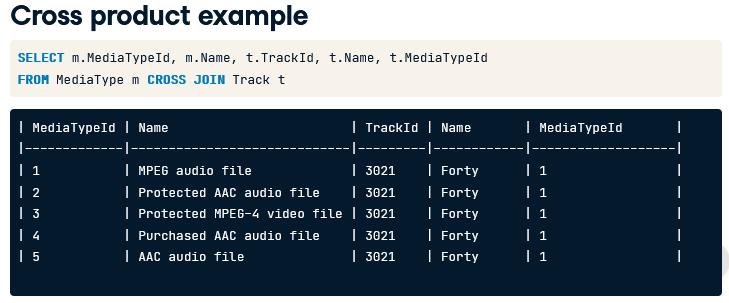 Cross product example
SELECT m.MediaTypeId, m.Name, t.TrackId, t.Name, t.MediaTypeId
FROM MediaType m CROSS JOIN Track t
| MediaTypeId | Name                        | TrackId | Name       | MediaTypeId       |
|-------------|-----------------------------|---------|------------|-------------------|
| 1           | MPEG audio file             | 3021    | Forty      | 1                 |
| 2           | Protected AAC audio file    | 3021    | Forty      | 1                 |
| 3           | Protected MPEG-4 video file | 3021    | Forty      | 1                 |
| 4           | Purchased AAC audio file    | 3021    | Forty      | 1                 |
| 5           | AAC audio file              | 3021    | Forty      | 1                 |